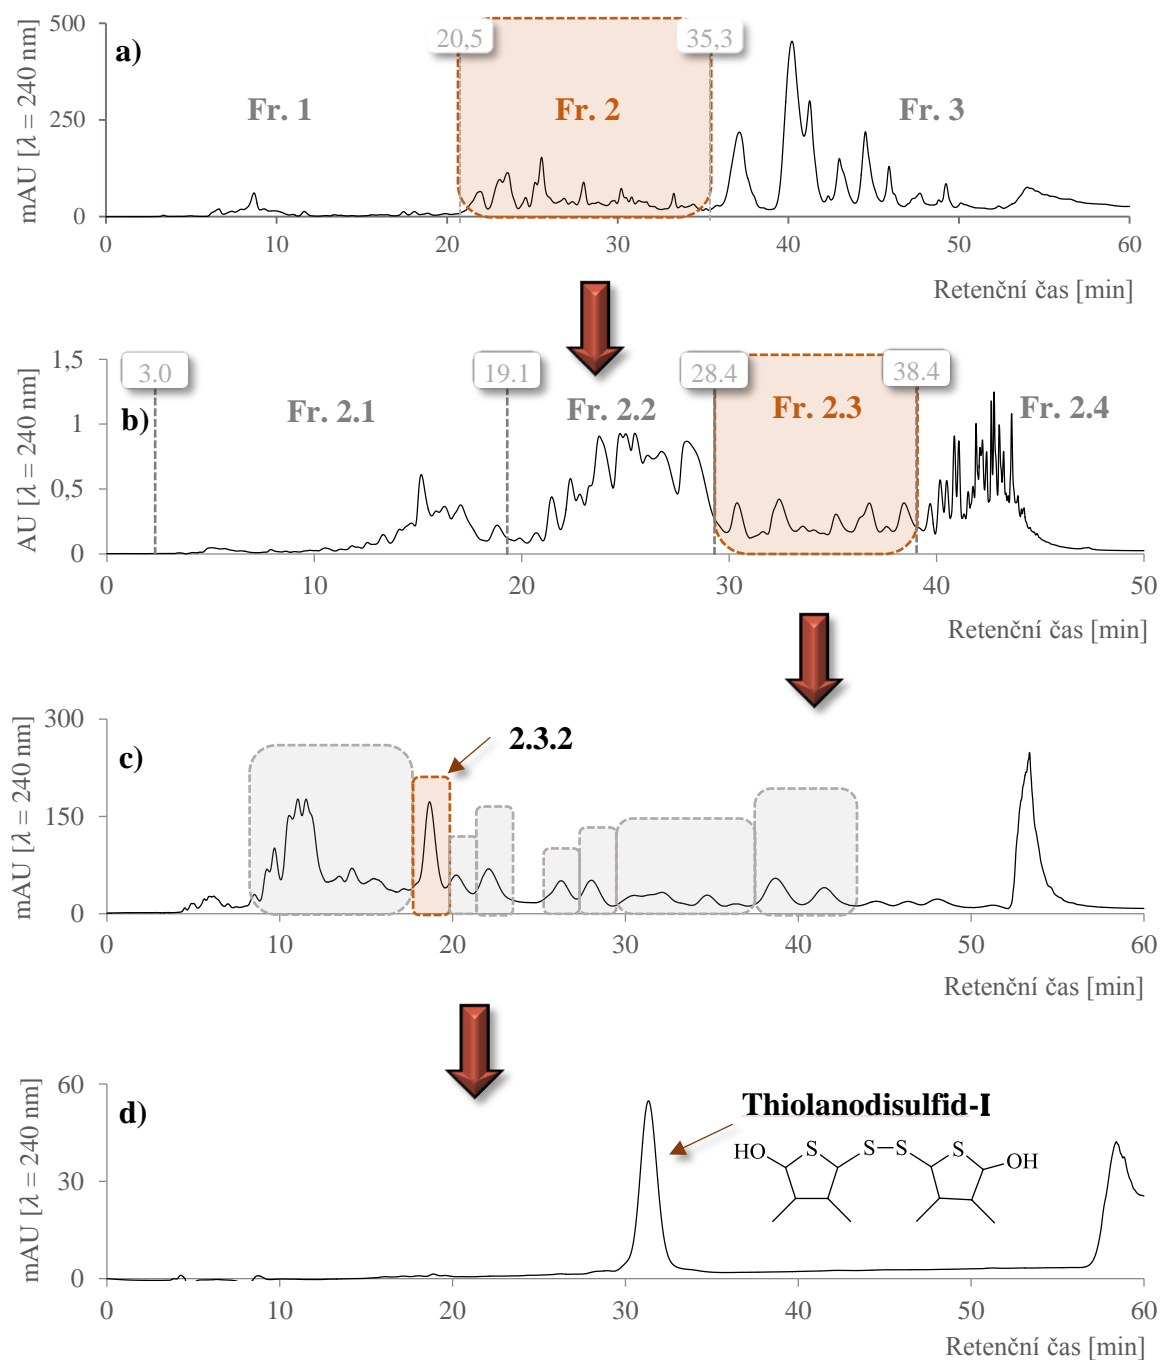 500
20,5
35,3
a)
mAU [λ = 240 nm]
Fr. 1
Fr. 2
Fr. 3
250
0
0
10
20
30
40
50
60
Retenční čas [min]
1,5
3.0
19.1
28.4
38.4
b)
AU [λ = 240 nm]
Fr. 2.1
Fr. 2.2
Fr. 2.3
Fr. 2.4
1
0,5
0
0
10
20
30
40
50
Retenční čas [min]
300
c)
2.3.2
mAU [λ = 240 nm]
150
0
0
10
20
30
40
50
60
Retenční čas [min]
60
d)
Thiolanodisulfid-I
mAU [λ = 240 nm]
HO S S–S S OH
30
0
0
10
20
30
40
50
60
Retenční čas [min]